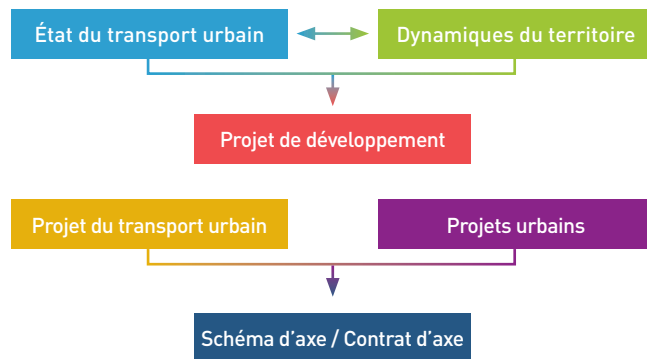 État du transport urbain
Dynamiques du territoire
Projet de développement
Projet du transport urbain
Projets urbains
Schéma d'axe / Contrat d'axe